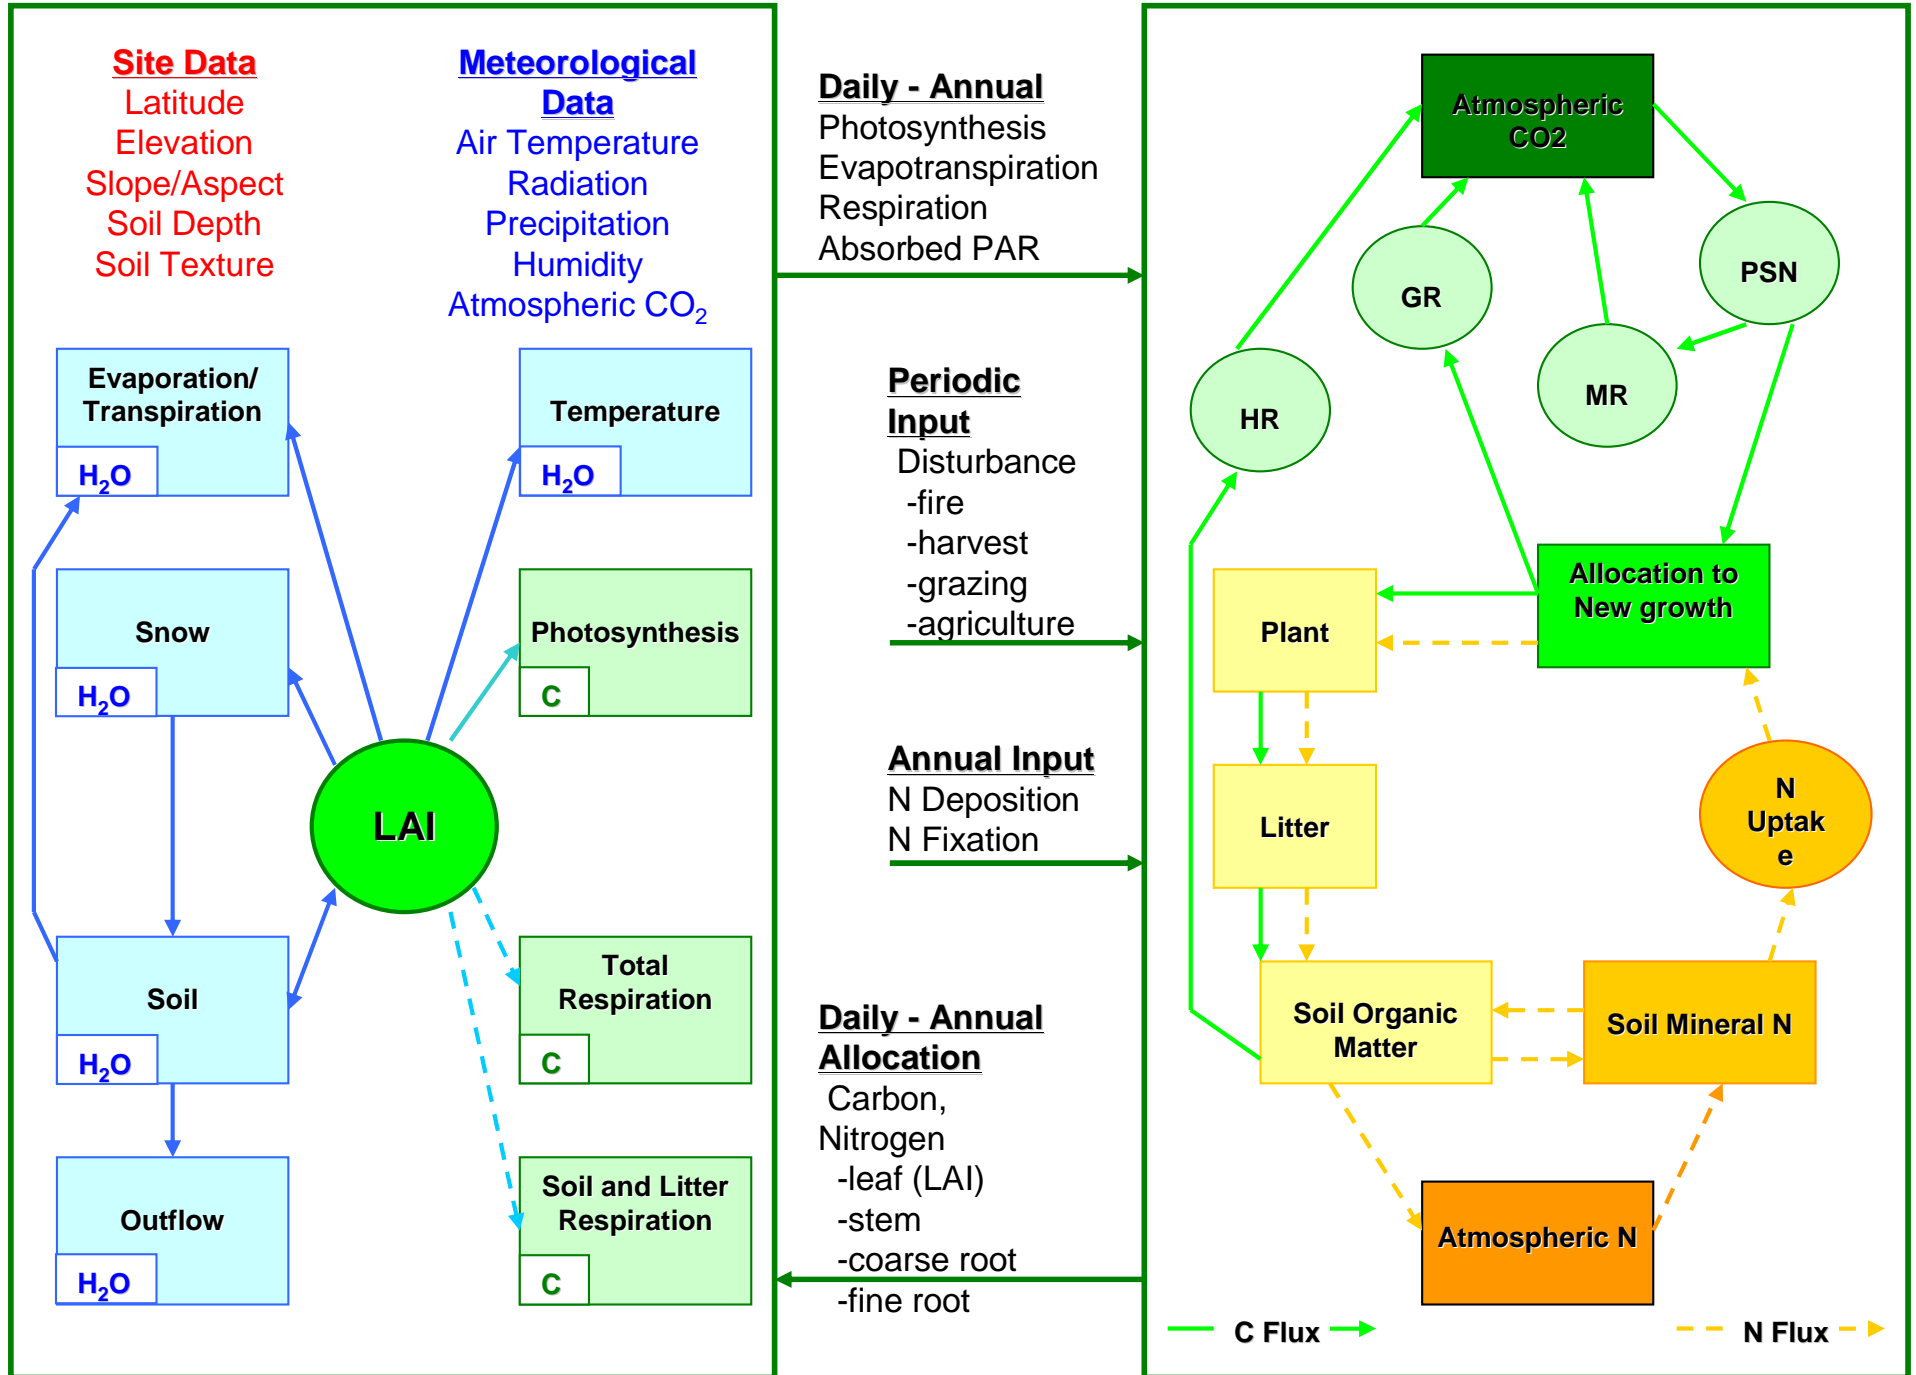 Site Data
Latitude
Elevation
Slope/Aspect
Soil Depth
Soil Texture
Meteorological
Data
Air Temperature
Radiation
Precipitation
Humidity
Atmospheric CO2
Evaporation/
Transpiration
H2O
Temperature
H2O
Snow
H2O
Photosynthesis
C
LAI
Soil
H2O
Total
Respiration
C
Outflow
H2O
Soil and Litter
Respiration
C
Daily - Annual
Photosynthesis
Evapotranspiration
Respiration
Absorbed PAR
Periodic
Input
Disturbance
-fire
-harvest
-grazing
-agriculture
Annual Input
N Deposition
N Fixation
Daily - Annual
Allocation
Carbon,
Nitrogen
-leaf (LAI)
-stem
-coarse root
-fine root
Atmospheric
CO2
PSN
GR
MR
HR
Allocation to
New growth
Plant
Litter
N
Uptak
e
Soil Organic
Matter
Soil Mineral N
Atmospheric N
C Flux
N Flux